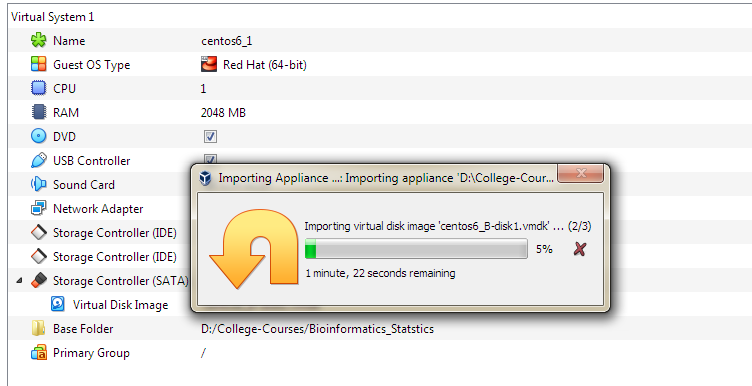 Virtual System 1
Name centos6_1
Guest OS Type Red Hat (64-bit)
CPU 1
RAM 2048 MB
DVD
USB Controller
Sound Card
Network Adapter
Storage Controller (IDE)
Storage Controller (IDE)
Storage Controller (SATA)
Virtual Disk Image
Base Folder D:/College-Courses/Bioinformatics_Statstics
Primary Group /
Importing Appliance ...: Importing appliance 'D:\College-Cour...
Importing virtual disk image 'centos6_B-disk1.vmdk' ... (2/3)
5%
1 minute, 22 seconds remaining